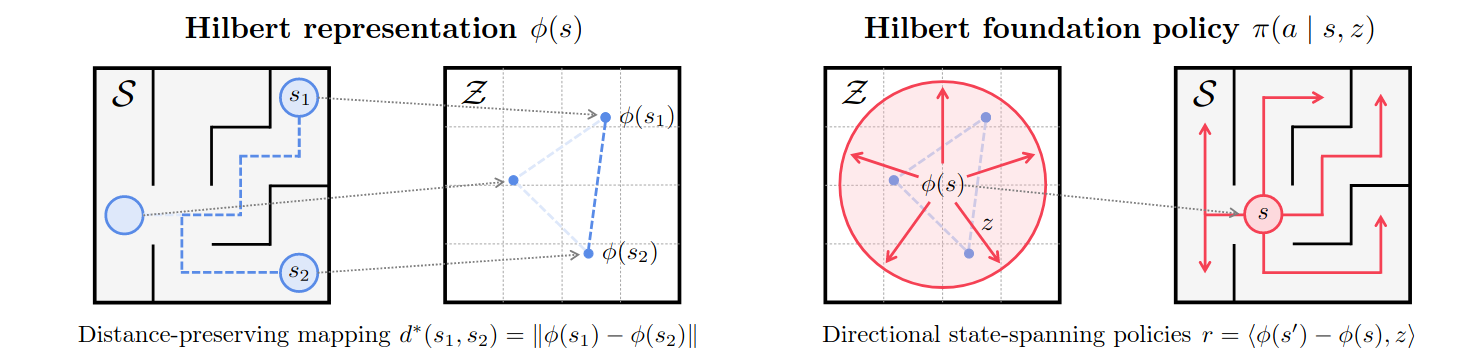 Hilbert representation φ(s)
Hilbert foundation policy π(a | s, z)
𝒮
s₁
s₂
𝒵
φ(s₁)
φ(s₂)
𝒵
φ(s)
z
𝒮
s
Distance-preserving mapping d*(s₁, s₂) = ‖φ(s₁) − φ(s₂)‖
Directional state-spanning policies r = ⟨φ(s′) − φ(s), z⟩